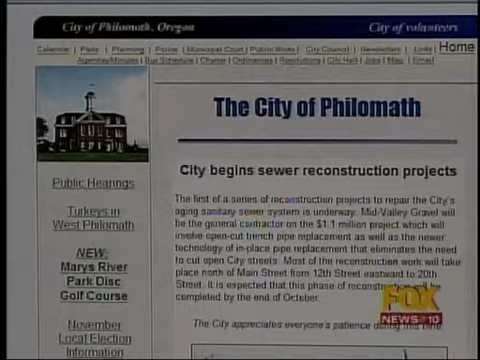 City of Philomath, Oregon
City of volunteers
Calendar | Parks | Planning | Police | Municipal Court | Public Works | City Council | Newsletters | Links | Home
Agendas/Minutes | Bus Schedule | Charter | Ordinances | Resolutions | City Hall | Jobs | Map | Email
The City of Philomath
City begins sewer reconstruction projects
The first of a series of reconstruction projects to repair the City's
aging sanitary sewer system is underway. Mid-Valley Gravel will
be the general contractor on the $1.1 million project which will
involve open-cut trench pipe replacement as well as the newer
technology of in-place pipe replacement that eliminates the need
to cut open City streets. Most of the reconstruction work will take
place north of Main Street from 12th Street eastward to 20th
Street. It is expected that this phase of reconstruction will be
completed by the end of October.
The City appreciates everyone's patience during this time
Public Hearings
Turkeys in
West Philomath
NEW:
Marys River
Park Disc
Golf Course
November
Local Election
Information
FOX
NEWS @ 10